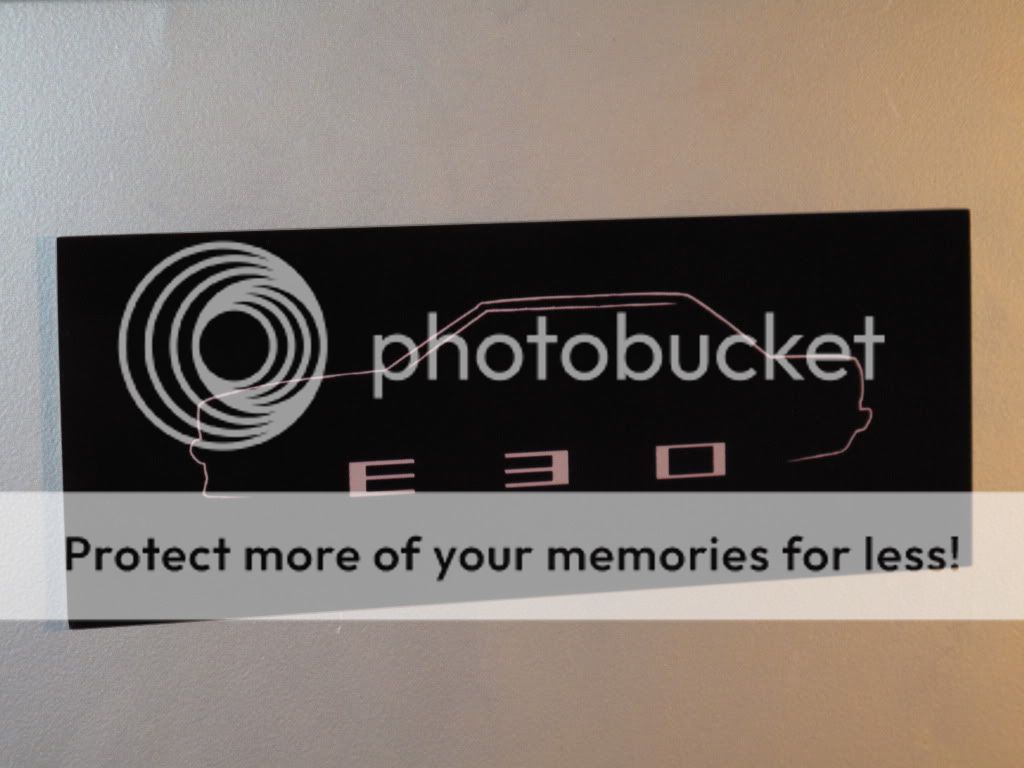 photobucket
E30
Protect more of your memories for less!